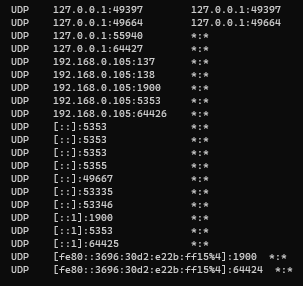 UDP 127.0.0.1:49397 127.0.0.1:49397
UDP 127.0.0.1:49664 127.0.0.1:49664
UDP 127.0.0.1:55940 *:*
UDP 127.0.0.1:64427 *:*
UDP 192.168.0.105:137 *:*
UDP 192.168.0.105:138 *:*
UDP 192.168.0.105:1900 *:*
UDP 192.168.0.105:5353 *:*
UDP 192.168.0.105:64426 *:*
UDP [::]:5353 *:*
UDP [::]:5353 *:*
UDP [::]:5353 *:*
UDP [::]:5355 *:*
UDP [::]:49667 *:*
UDP [::]:53335 *:*
UDP [::]:53346 *:*
UDP [::1]:1900 *:*
UDP [::1]:5353 *:*
UDP [::1]:64425 *:*
UDP [fe80::3696:30d2:e22b:ff15%4]:1900 *:*
UDP [fe80::3696:30d2:e22b:ff15%4]:64424 *:*